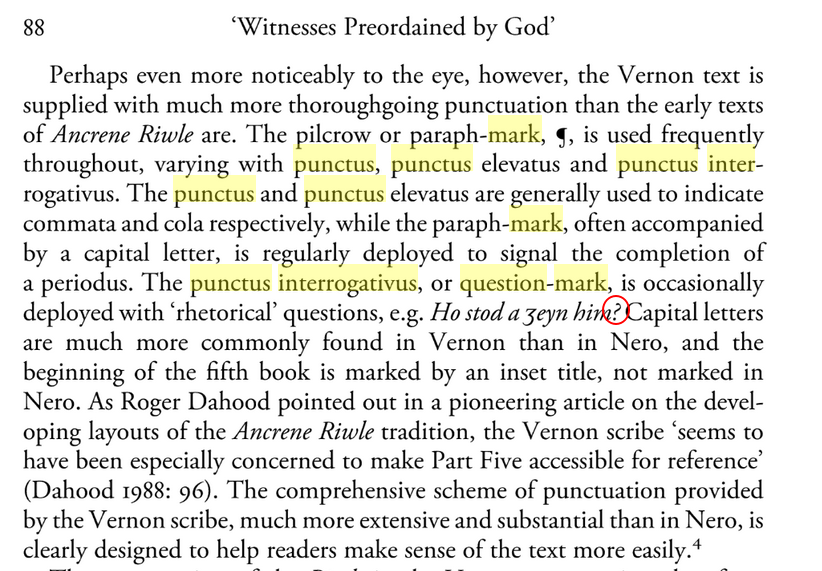 88 ‘Witnesses Preordained by God’
Perhaps even more noticeably to the eye, however, the Vernon text is
supplied with much more thoroughgoing punctuation than the early texts
of Ancrene Riwle are. The pilcrow or paraph-mark, ¶, is used frequently
throughout, varying with punctus, punctus elevatus and punctus inter-
rogativus. The punctus and punctus elevatus are generally used to indicate
commata and cola respectively, while the paraph-mark, often accompanied
by a capital letter, is regularly deployed to signal the completion of
a periodus. The punctus interrogativus, or question-mark, is occasionally
deployed with ‘rhetorical’ questions, e.g. Ho stod a ȝeyn him? Capital letters
are much more commonly found in Vernon than in Nero, and the
beginning of the fifth book is marked by an inset title, not marked in
Nero. As Roger Dahood pointed out in a pioneering article on the devel-
oping layouts of the Ancrene Riwle tradition, the Vernon scribe ‘seems to
have been especially concerned to make Part Five accessible for reference’
(Dahood 1988: 96). The comprehensive scheme of punctuation provided
by the Vernon scribe, much more extensive and substantial than in Nero, is
clearly designed to help readers make sense of the text more easily.⁴